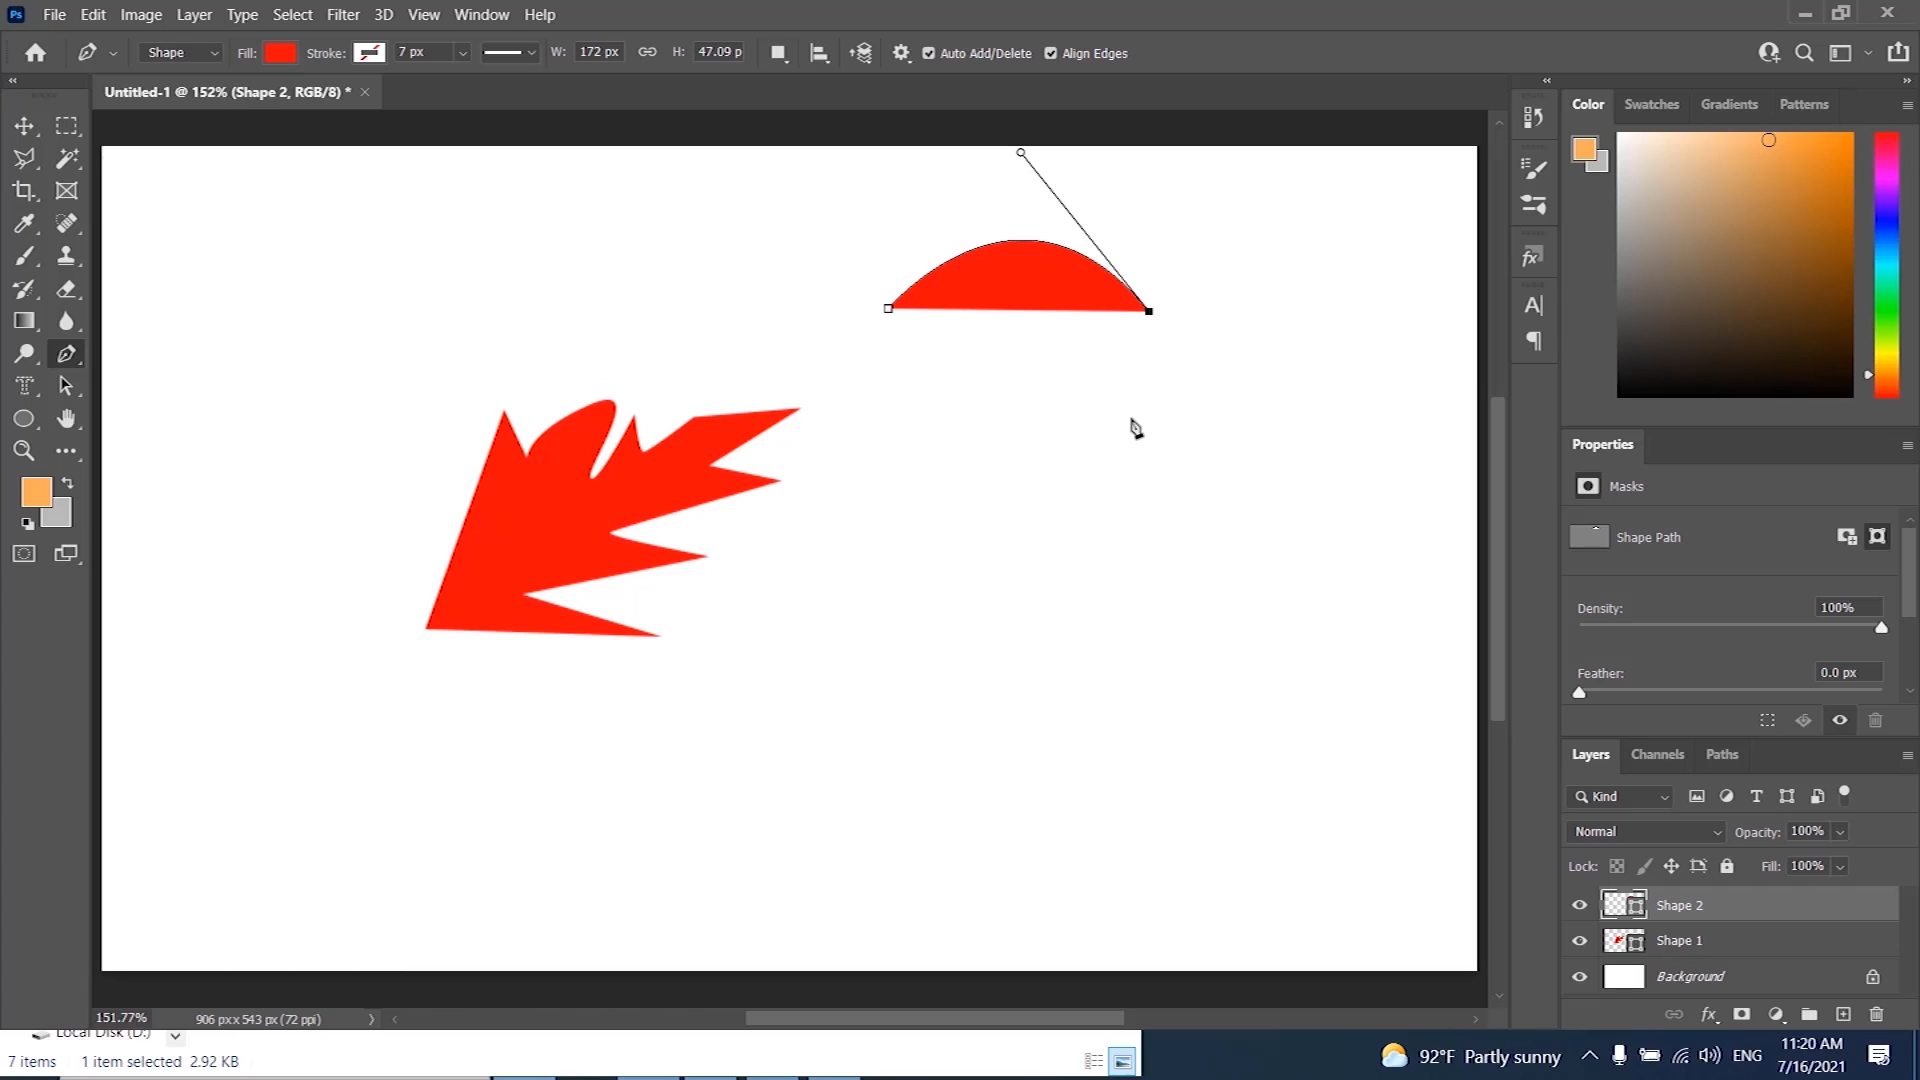 Ps File Edit Image Layer Type Select Filter 3D View Window Help
Shape Fill: Stroke: 7 px W: 172 px H: 47.09 p Auto Add/Delete Align Edges
Untitled-1 @ 152% (Shape 2, RGB/8) * ×
Color Swatches Gradients Patterns
Properties
Masks
Shape Path
Density: 100%
Feather: 0.0 px
Layers Channels Paths
Kind
Normal Opacity: 100%
Lock: Fill: 100%
Shape 2
Shape 1
Background
fx
151.77% 906 px x 543 px (72 ppi)
Local Disk (D:)
7 items 1 item selected 2.92 KB
92°F Partly sunny ENG 11:20 AM
7/16/2021